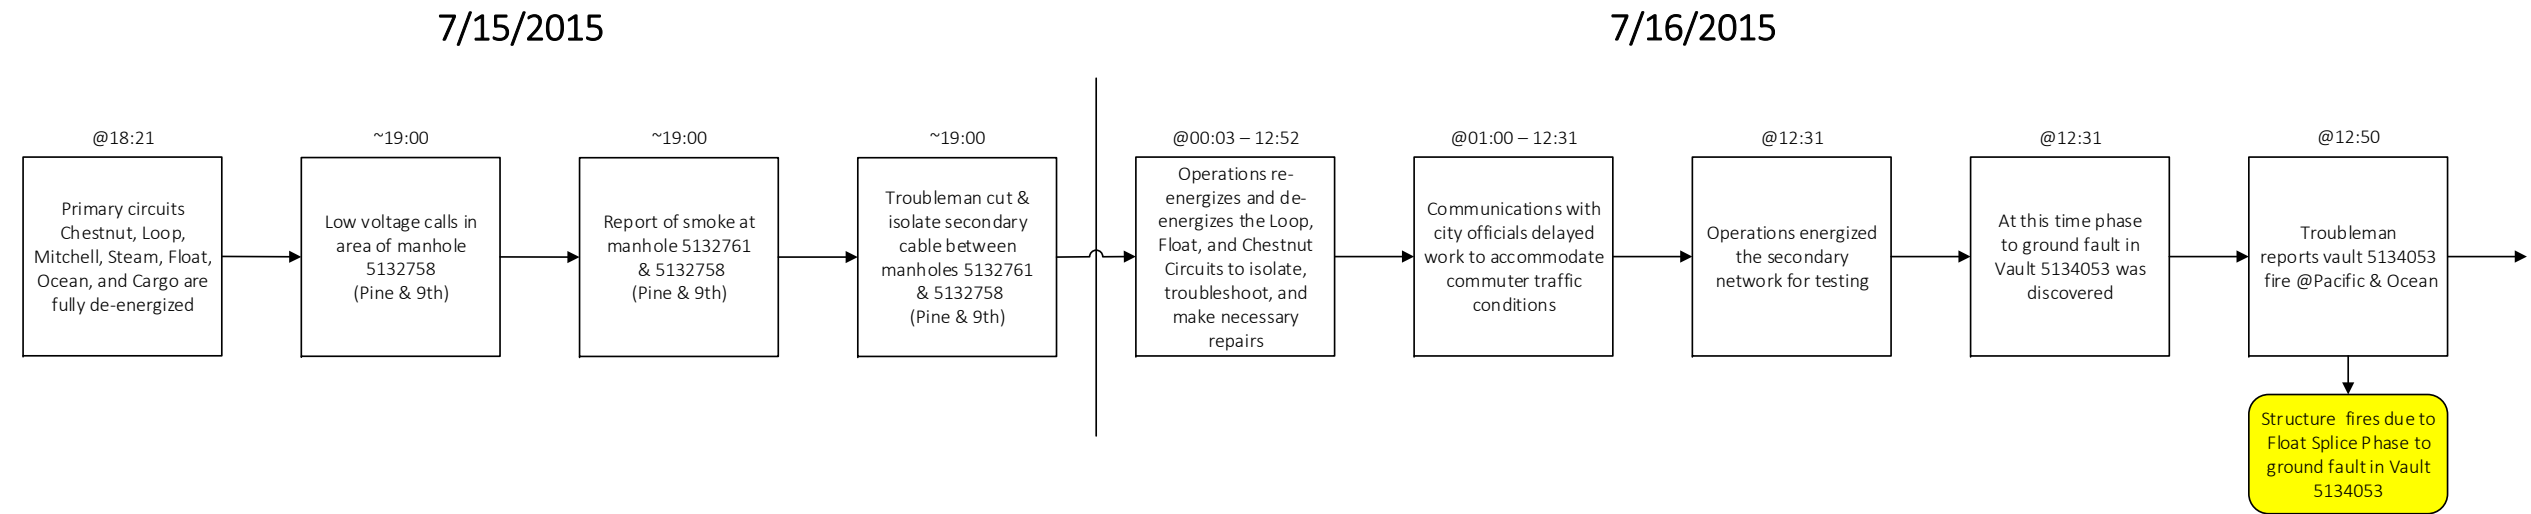 7/15/2015
7/16/2015
@18:21
Primary circuits
Chestnut, Loop,
Mitchell, Steam, Float,
Ocean, and Cargo are
fully de-energized
~19:00
Low voltage calls in
area of manhole
5132758
(Pine & 9th)
~19:00
Report of smoke at
manhole 5132761
& 5132758
(Pine & 9th)
~19:00
Troubleman cut &
isolate secondary
cable between
manholes 5132761
& 5132758
(Pine & 9th)
@00:03 – 12:52
Operations re-
energizes and de-
energizes the Loop,
Float, and Chestnut
Circuits to isolate,
troubleshoot, and
make necessary
repairs
@01:00 – 12:31
Communications with
city officials delayed
work to accommodate
commuter traffic
conditions
@12:31
Operations energized
the secondary
network for testing
@12:31
At this time phase
to ground fault in
Vault 5134053 was
discovered
@12:50
Troubleman
reports vault 5134053
fire @Pacific & Ocean
Structure fires due to
Float Splice Phase to
ground fault in Vault
5134053